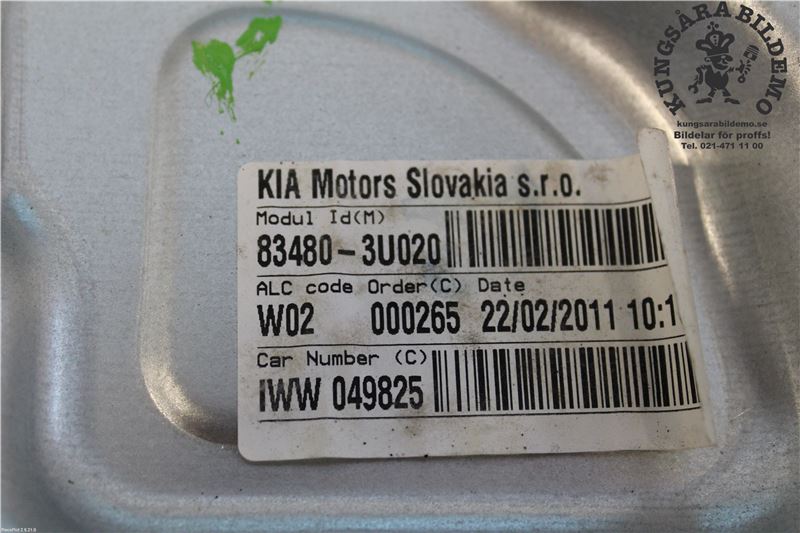 KUNGSÅRA BILDEMO
kungsarabildemo.se
Bildelar för proffs!
Tel. 021-471 11 00
KIA Motors Slovakia s.r.o.
Modul Id(M)
83480-3U020
ALC code Order(C) Date
W02 000265 22/02/2011 10:1
Car Number (C)
IWW 049825